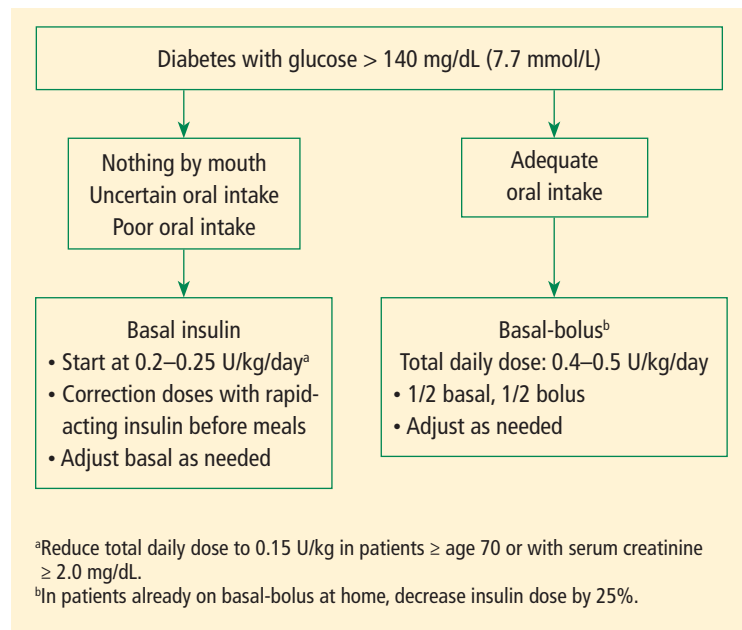 Diabetes with glucose > 140 mg/dL (7.7 mmol/L)
Nothing by mouth
Uncertain oral intake
Poor oral intake
Adequate
oral intake
Basal insulin
• Start at 0.2–0.25 U/kg/dayᵃ
• Correction doses with rapid-
acting insulin before meals
• Adjust basal as needed
Basal-bolusᵇ
Total daily dose: 0.4–0.5 U/kg/day
• 1/2 basal, 1/2 bolus
• Adjust as needed
ᵃReduce total daily dose to 0.15 U/kg in patients ≥ age 70 or with serum creatinine
≥ 2.0 mg/dL.
ᵇIn patients already on basal-bolus at home, decrease insulin dose by 25%.